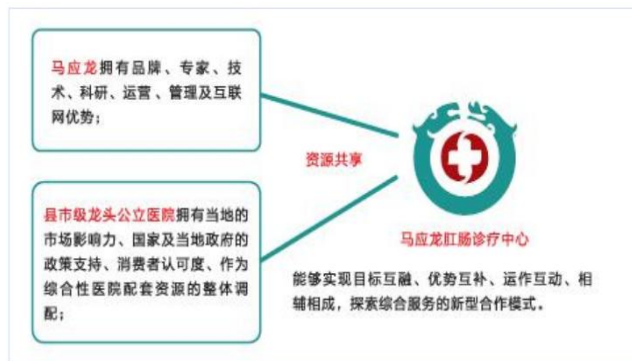 马应龙拥有品牌、专家、技
术、科研、运营、管理及互联
网优势；
资源共享
县市级龙头公立医院拥有当地的
市场影响力、国家及当地政府的
政策支持、消费者认可度、作为
综合性医院配套资源的整体调
配；
马应龙肛肠诊疗中心
能够实现目标互融、优势互补、运作互动、相
辅相成，探索综合服务的新型合作模式。